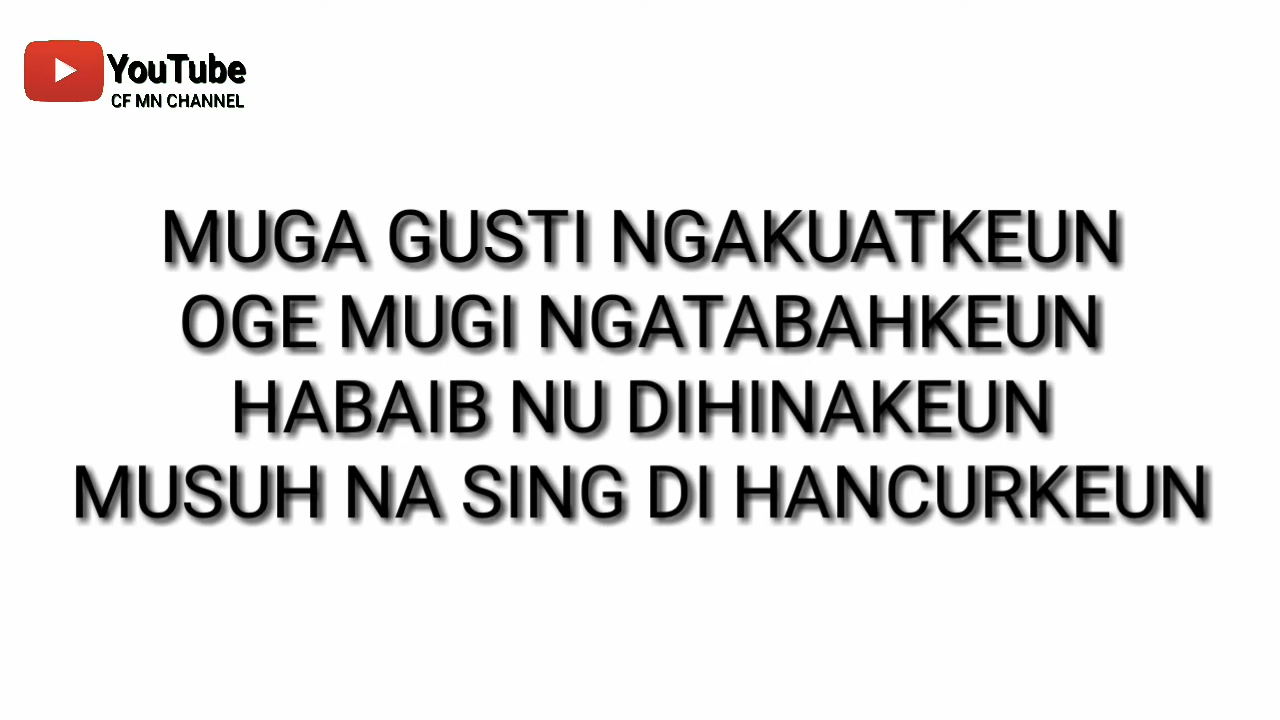 YouTube
CF MN CHANNEL
MUGA GUSTI NGAKUATKEUN
OGE MUGI NGATABAHKEUN
HABAIB NU DIHINAKEUN
MUSUH NA SING DI HANCURKEUN